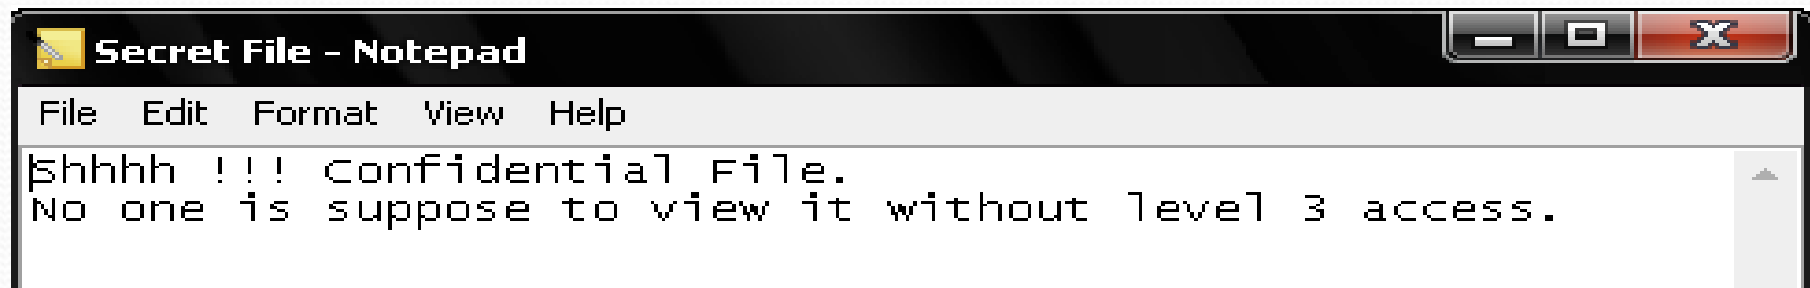 Secret File - Notepad
File Edit Format View Help
Shhhh !!! Confidential File.
No one is suppose to view it without level 3 access.